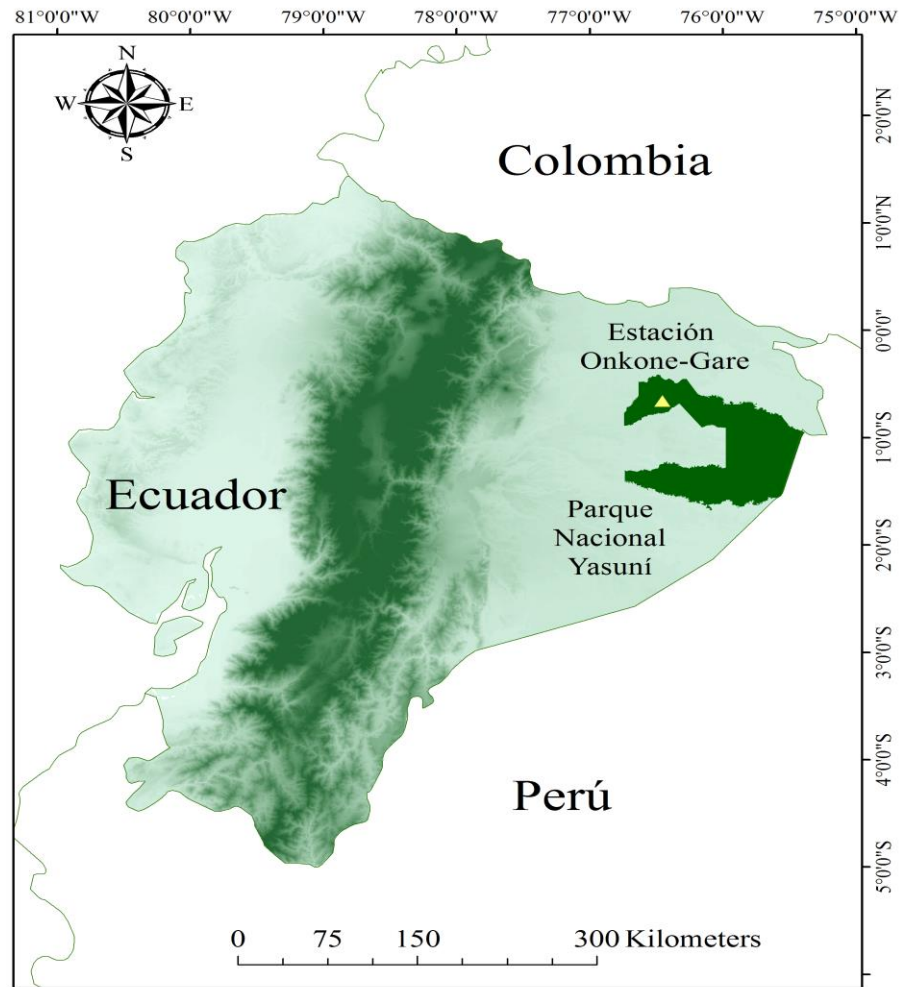 81°0'0"W 80°0'0"W 79°0'0"W 78°0'0"W 77°0'0"W 76°0'0"W 75°0'0"W
N
W E
S
Colombia
2°0'0"N
1°0'0"N
0°0'0"
Estación
Onkone-Gare
1°0'0"S
Ecuador
Parque
Nacional
Yasuní
2°0'0"S
3°0'0"S
4°0'0"S
Perú
5°0'0"S
0 75 150 300 Kilometers